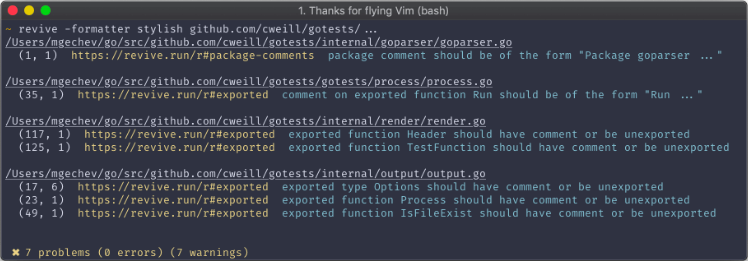 1. Thanks for flying Vim (bash)
~ revive -formatter stylish github.com/cweill/gotests/...
/Users/mgechev/go/src/github.com/cweill/gotests/internal/goparser/goparser.go
(1, 1) https://revive.run/r#package-comments package comment should be of the form "Package goparser ..."
/Users/mgechev/go/src/github.com/cweill/gotests/gotests/process/process.go
(35, 1) https://revive.run/r#exported comment on exported function Run should be of the form "Run ..."
/Users/mgechev/go/src/github.com/cweill/gotests/internal/render/render.go
(117, 1) https://revive.run/r#exported exported function Header should have comment or be unexported
(125, 1) https://revive.run/r#exported exported function TestFunction should have comment or be unexported
/Users/mgechev/go/src/github.com/cweill/gotests/internal/output/output.go
(17, 6) https://revive.run/r#exported exported type Options should have comment or be unexported
(23, 1) https://revive.run/r#exported exported function Process should have comment or be unexported
(49, 1) https://revive.run/r#exported exported function IsFileExist should have comment or be unexported
✖ 7 problems (0 errors) (7 warnings)